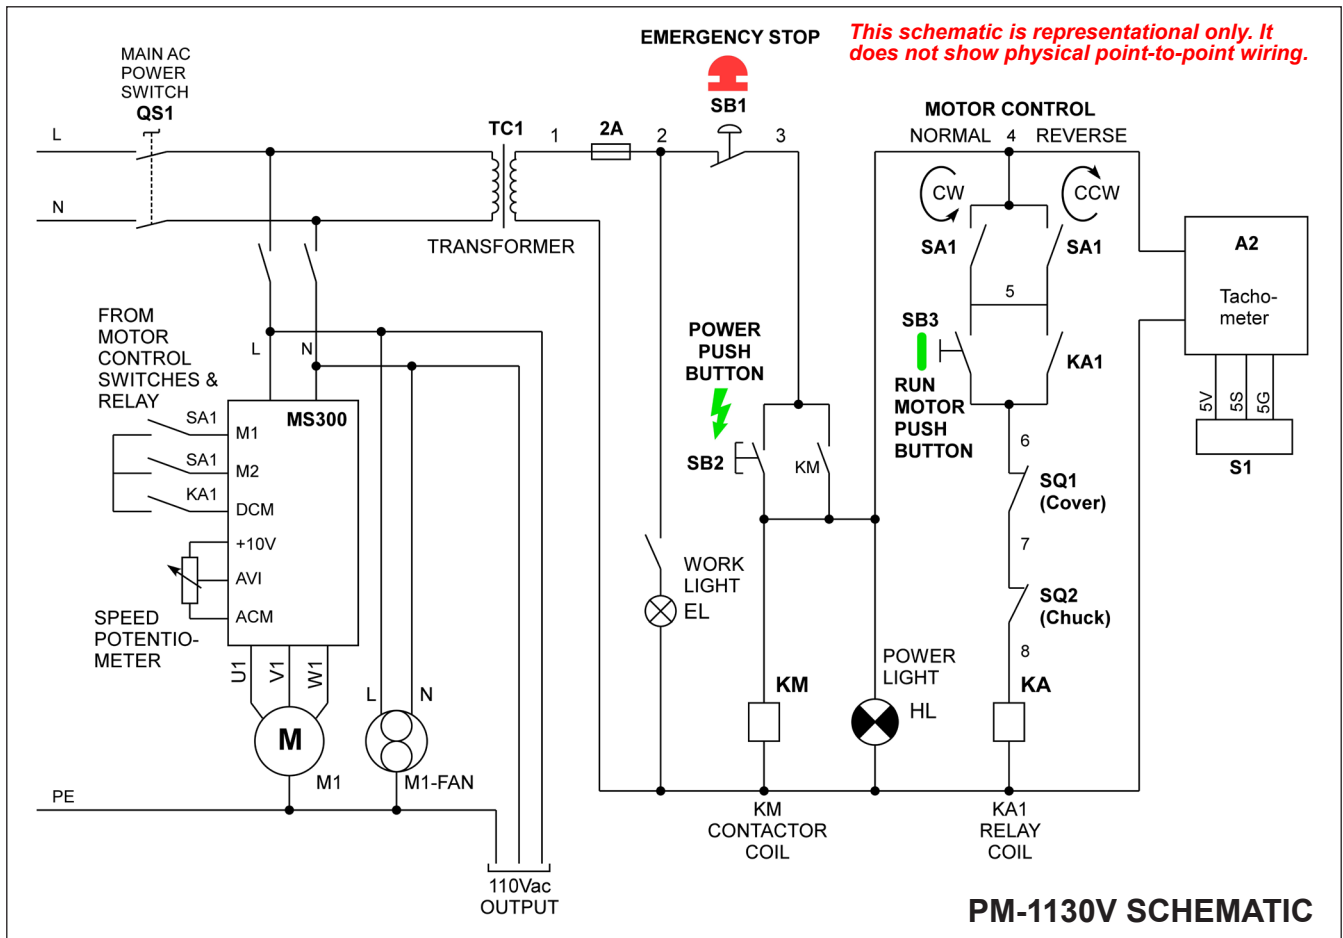 EMERGENCY STOP
This schematic is representational only. It
does not show physical point-to-point wiring.
MAIN AC
POWER
SWITCH
QS1
SB1
MOTOR CONTROL
L
TC1
1
2A
2
3
NORMAL
4
REVERSE
N
CW
CCW
TRANSFORMER
SA1
SA1
A2
Tacho-
meter
5
FROM
MOTOR
CONTROL
SWITCHES &
RELAY
L
N
POWER
PUSH
BUTTON
SB3
KA1
RUN
MOTOR
PUSH
BUTTON
5V
5S
5G
MS300
SA1
M1
SA1
M2
KA1
DCM
+10V
AVI
ACM
SB2
KM
6
S1
SQ1
(Cover)
7
WORK
LIGHT
EL
SQ2
(Chuck)
SPEED
POTENTIO-
METER
8
U1
V1
W1
L
N
KM
POWER
LIGHT
HL
KA
M
M1
M1-FAN
PE
KM
CONTACTOR
COIL
KA1
RELAY
COIL
110Vac
OUTPUT
PM-1130V SCHEMATIC